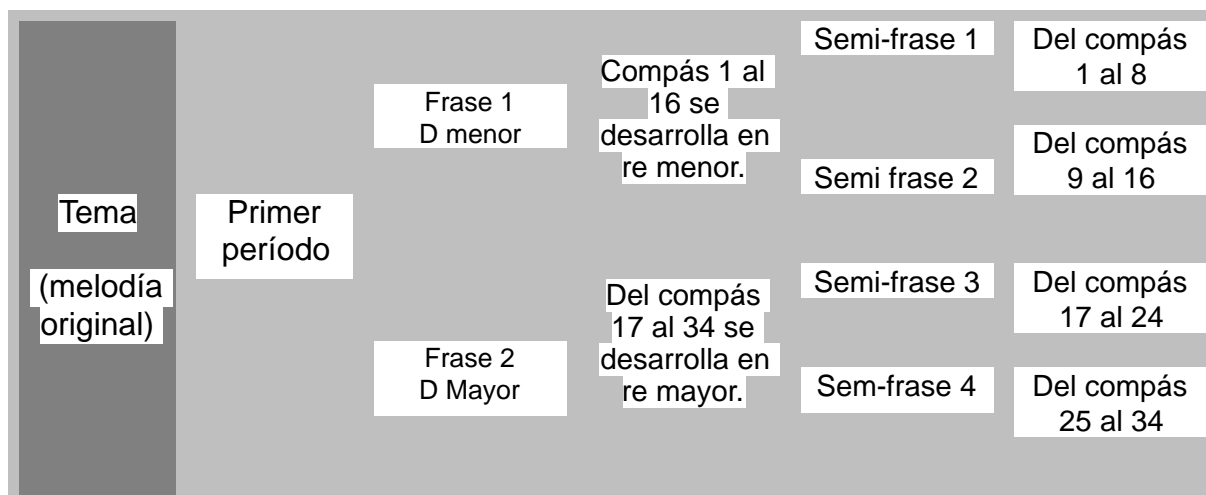 Tema
(melodía
original)
Primer
período
Frase 1
D menor
Compás 1 al
16 se
desarrolla en
re menor.
Semi-frase 1
Del compás
1 al 8
Semi frase 2
Del compás
9 al 16
Frase 2
D Mayor
Del compás
17 al 34 se
desarrolla en
re mayor.
Semi-frase 3
Del compás
17 al 24
Sem-frase 4
Del compás
25 al 34